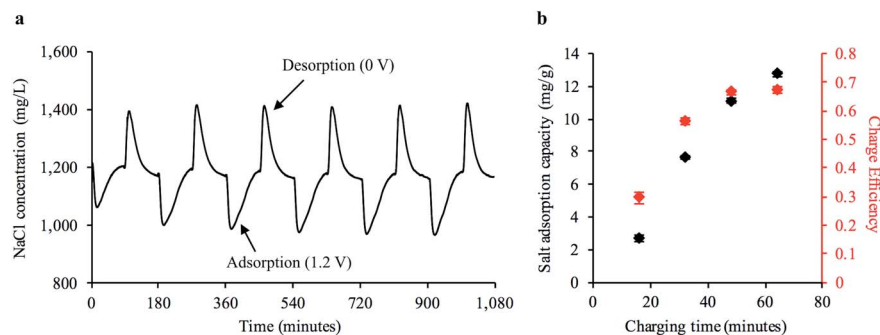 a
NaCl concentration (mg/L)
1,600
1,400
1,200
1,000
800
Desorption (0 V)
Adsorption (1.2 V)
0 180 360 540 720 900 1,080
Time (minutes)
b
Salt adsorption capacity (mg/g)
14
12
10
8
6
4
2
0
0 20 40 60 80
Charging time (minutes)
0.8
0.7
0.6
0.5
0.4
0.3
0.2
0.1
0
Charge Efficiency